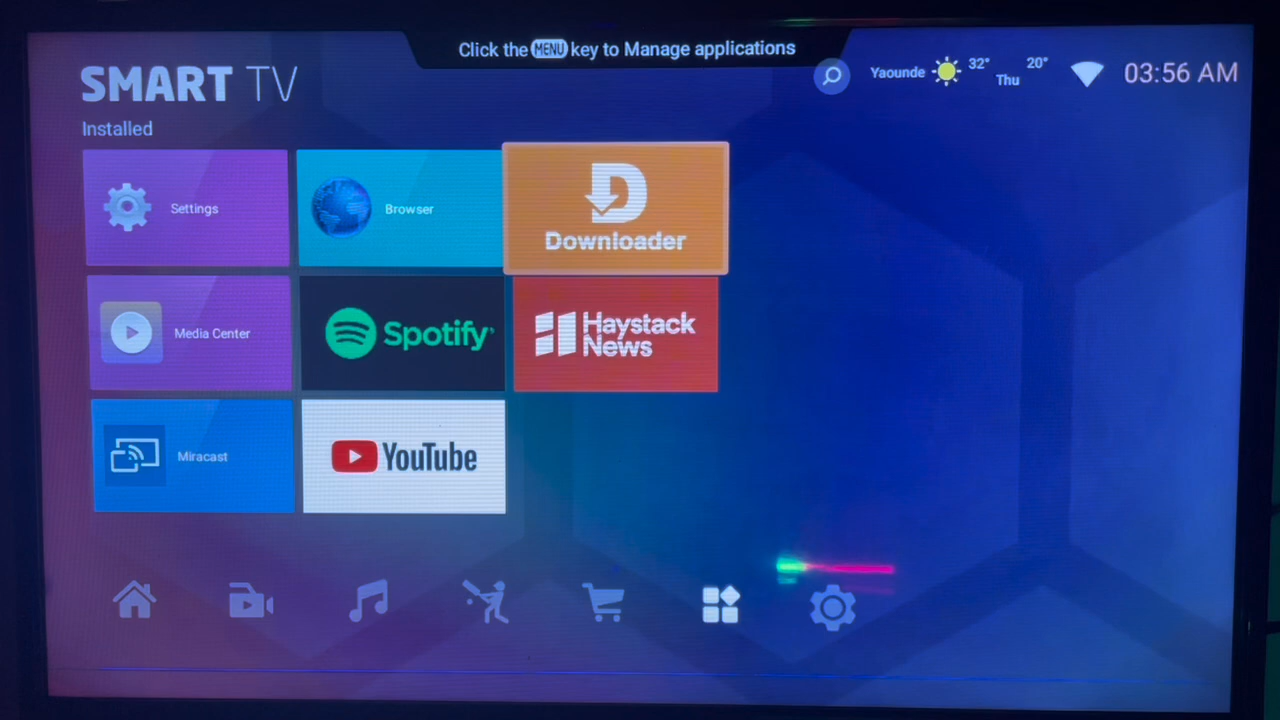 Click the MENU key to Manage applications
SMART TV
Yaounde 32° Thu 20° 03:56 AM
Installed
Settings
Browser
Downloader
Media Center
Spotify
Haystack
News
Miracast
YouTube